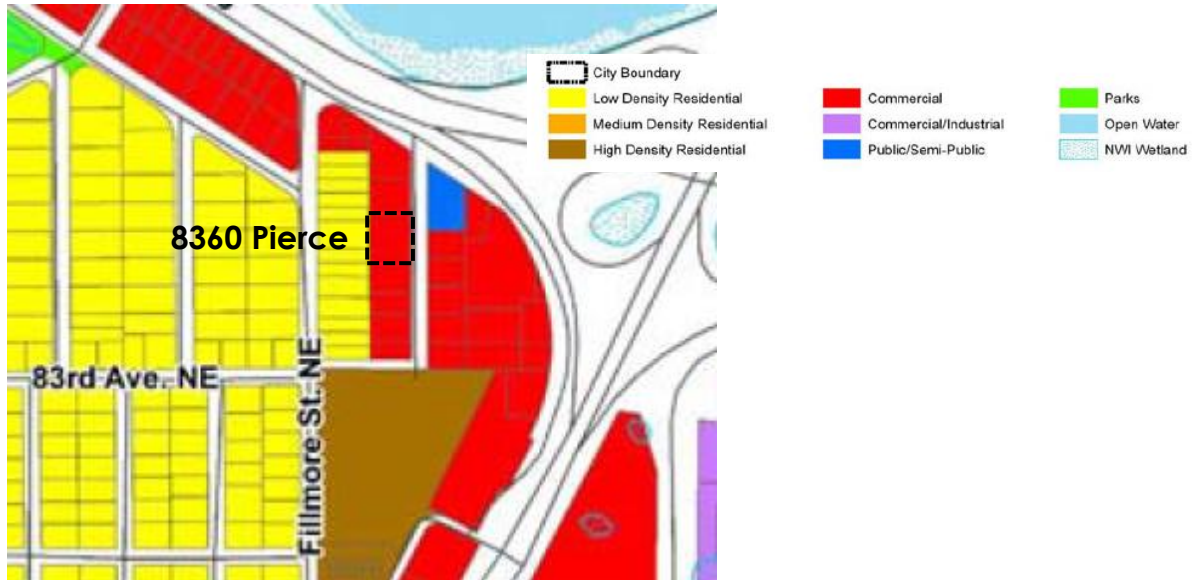 City Boundary
Low Density Residential
Medium Density Residential
High Density Residential
Commercial
Commercial/Industrial
Public/Semi-Public
Parks
Open Water
NWI Wetland
8360 Pierce
83rd Ave. NE
Fillmore St. NE